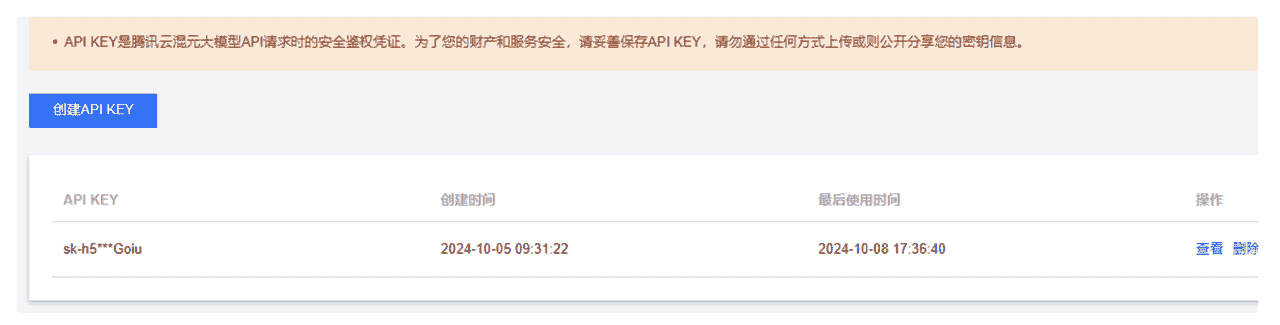 • API KEY是腾讯云混元大模型API请求时的安全鉴权凭证。为了您的财产和服务安全，请妥善保存API KEY，请勿通过任何方式上传或则公开分享您的密钥信息。
创建API KEY
API KEY 创建时间 最后使用时间 操作
sk-h5***Goiu 2024-10-05 09:31:22 2024-10-08 17:36:40 查看 删除